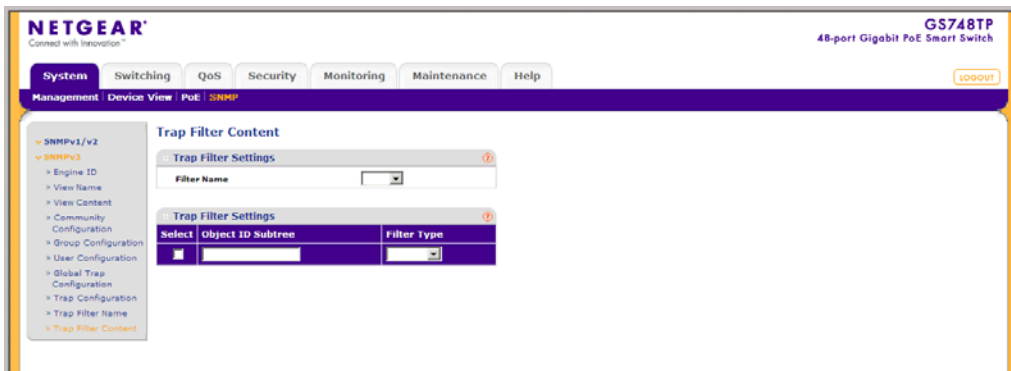 NETGEAR®
Connect with Innovation™
GS748TP
48-port Gigabit PoE Smart Switch
System Switching QoS Security Monitoring Maintenance Help
LOGOUT
Management Device View PoE SNMP
SNMPv1/v2
SNMPv3
» Engine ID
» View Name
» View Content
» Community
Configuration
» Group Configuration
» User Configuration
» Global Trap
Configuration
» Trap Configuration
» Trap Filter Name
» Trap Filter Content
Trap Filter Content
Trap Filter Settings ?
Filter Name
Trap Filter Settings ?
Select Object ID Subtree Filter Type